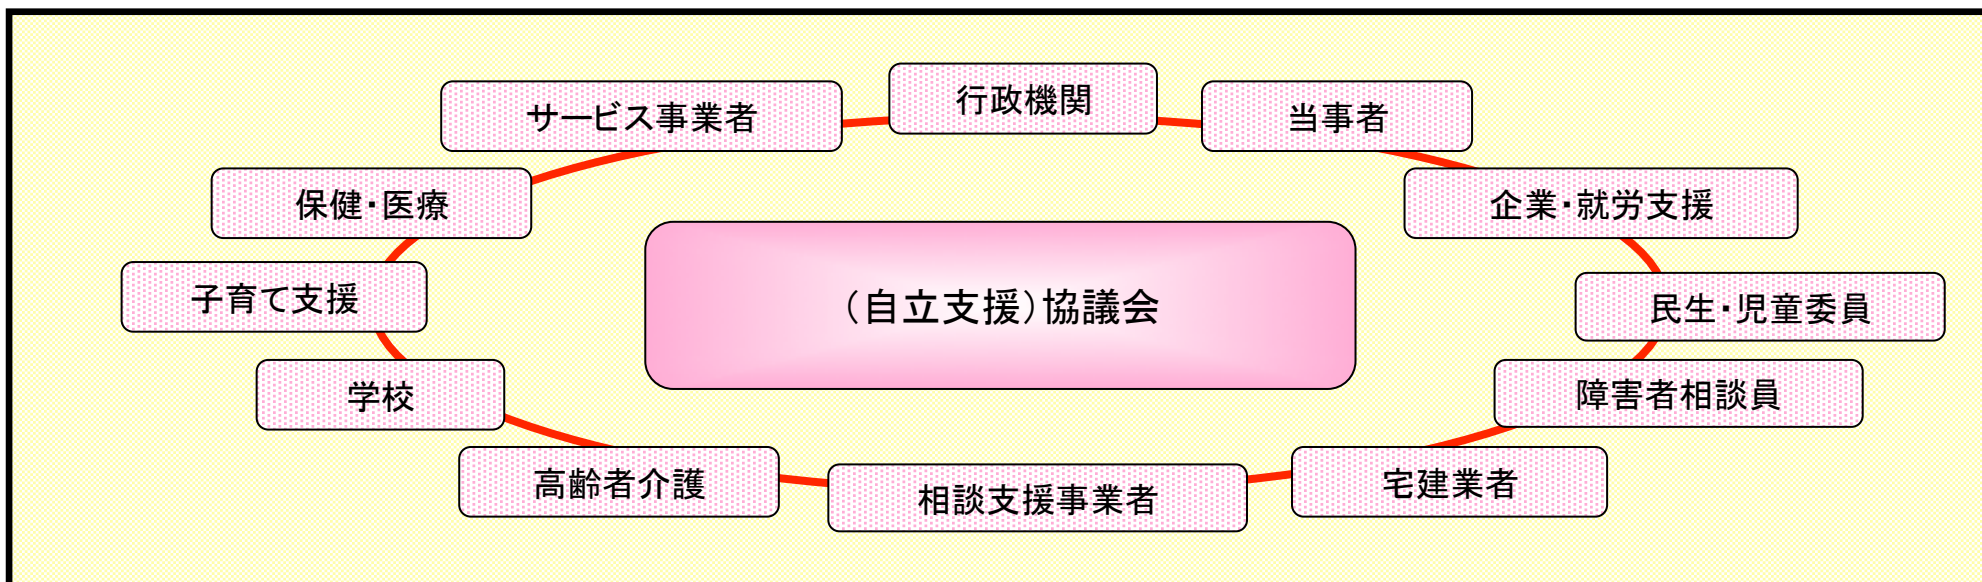 行政機関
サービス事業者
当事者
保健・医療
企業・就労支援
子育て支援
（自立支援）協議会
民生・児童委員
学校
障害者相談員
高齢者介護
相談支援事業者
宅建業者